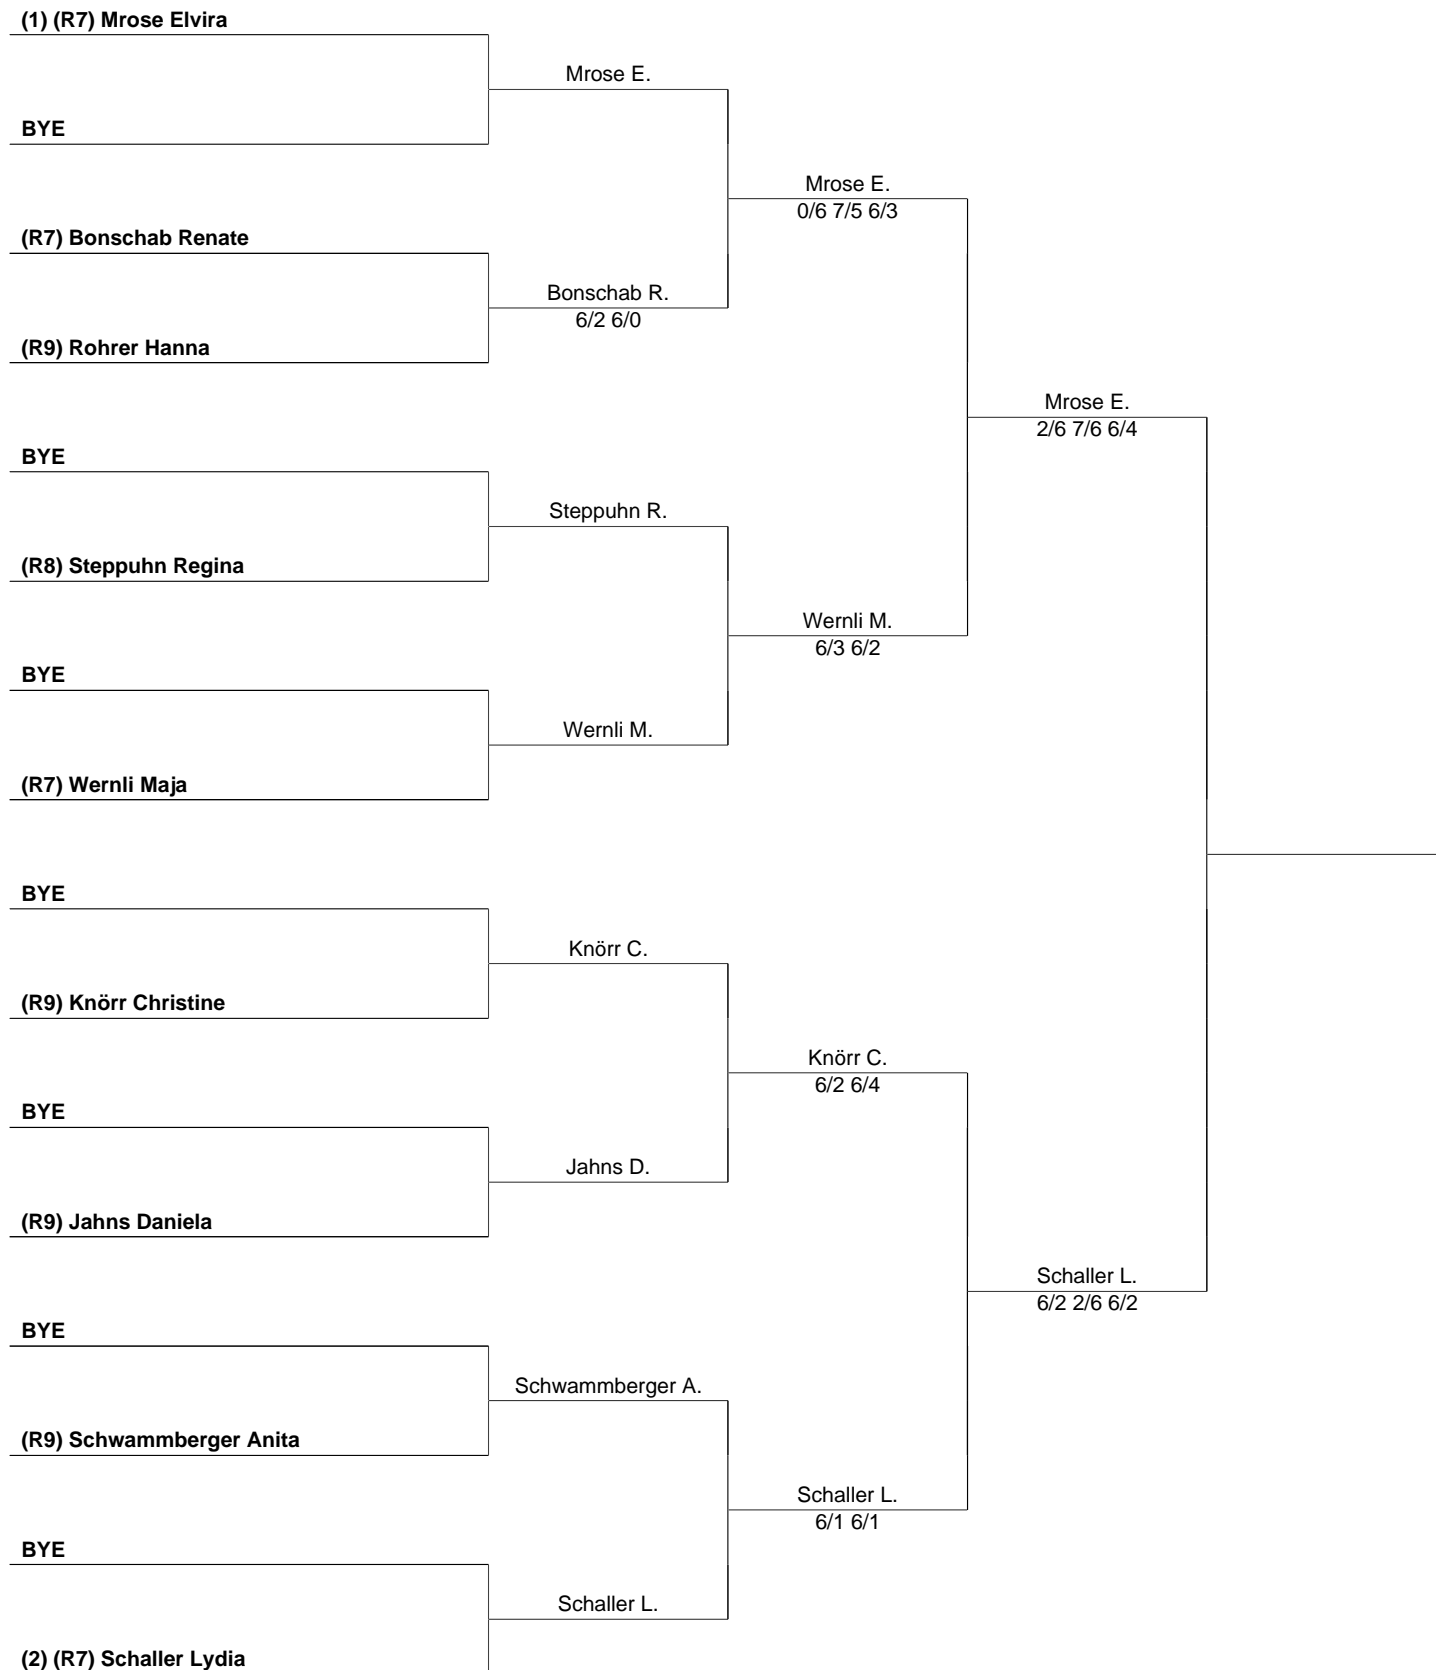 (1) (R7) Mrose Elvira
Mrose E.
BYE
Mrose E.
0/6 7/5 6/3
(R7) Bonschab Renate
Bonschab R.
6/2 6/0
(R9) Rohrer Hanna
Mrose E.
2/6 7/6 6/4
BYE
Steppuhn R.
(R8) Steppuhn Regina
Wernli M.
6/3 6/2
BYE
Wernli M.
(R7) Wernli Maja
BYE
Knörr C.
(R9) Knörr Christine
Knörr C.
6/2 6/4
BYE
Jahns D.
(R9) Jahns Daniela
Schaller L.
6/2 2/6 6/2
BYE
Schwammberger A.
(R9) Schwammberger Anita
Schaller L.
6/1 6/1
BYE
Schaller L.
(2) (R7) Schaller Lydia